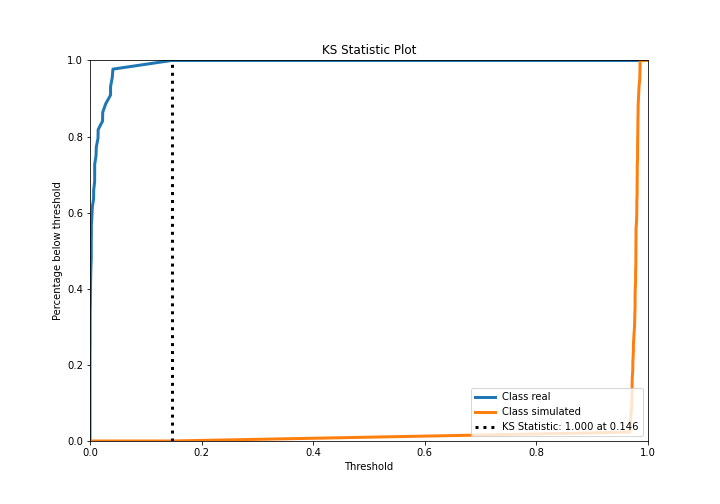 KS Statistic Plot
1.0
0.8
0.6
0.4
0.2
0.0
Percentage below threshold
0.0 0.2 0.4 0.6 0.8 1.0
Threshold
Class real
Class simulated
KS Statistic: 1.000 at 0.146